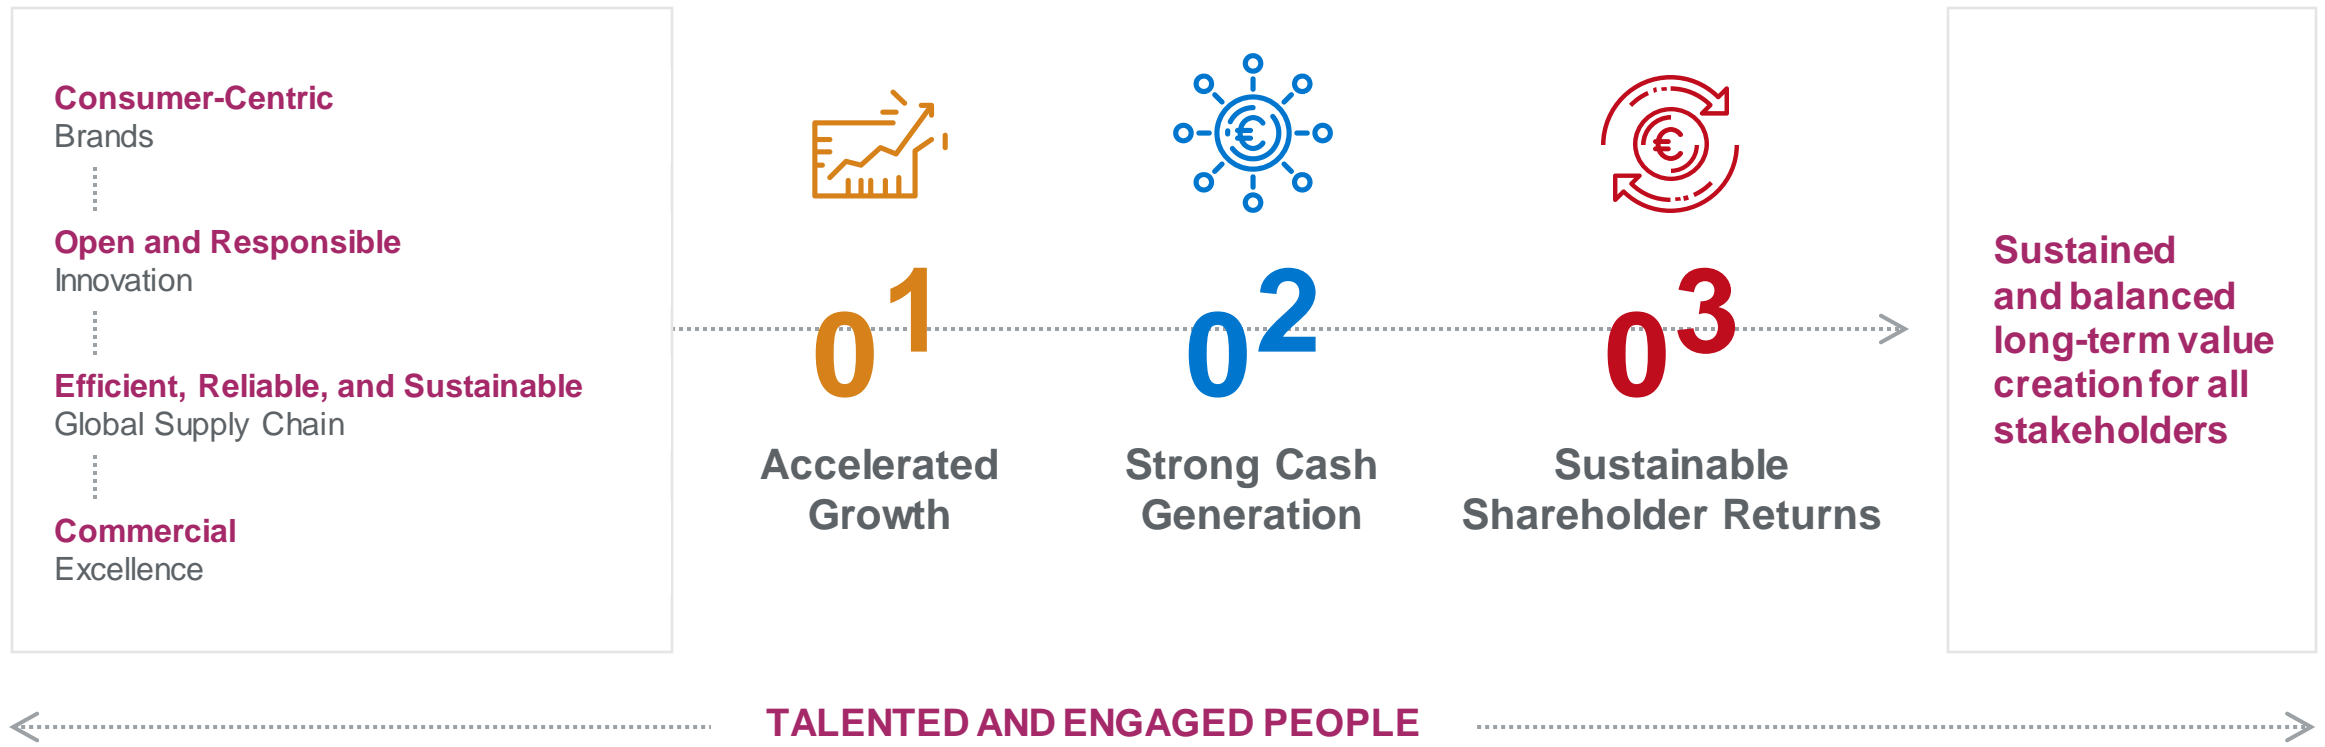 Consumer-Centric
Brands
Open and Responsible
Innovation
Efficient, Reliable, and Sustainable
Global Supply Chain
Commercial
Excellence
€
01
Accelerated
Growth
€
02
Strong Cash
Generation
03
Sustainable
Shareholder Returns
Sustained
and balanced
long-term value
creation for all
stakeholders
TALENTED AND ENGAGED PEOPLE